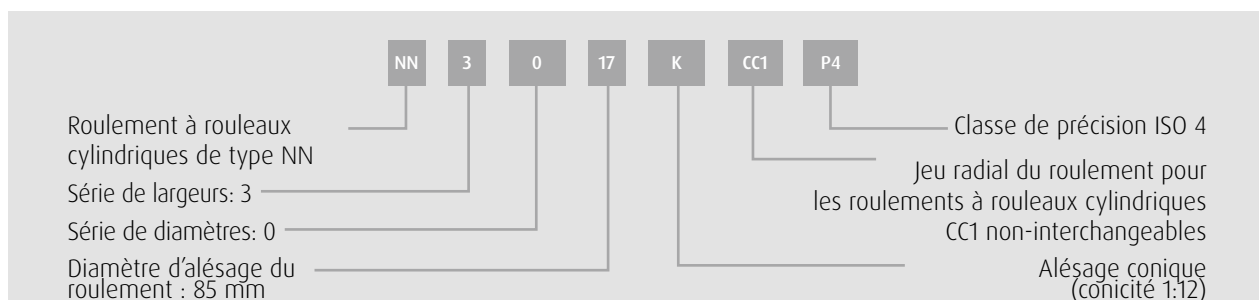 NN 3 0 17 K CC1 P4
Roulement à rouleaux
cylindriques de type NN
Série de largeurs: 3
Série de diamètres: 0
Diamètre d'alésage du
roulement : 85 mm
Classe de précision ISO 4
Jeu radial du roulement pour
les roulements à rouleaux cylindriques
CC1 non-interchangeables
Alésage conique
(conicité 1:12)